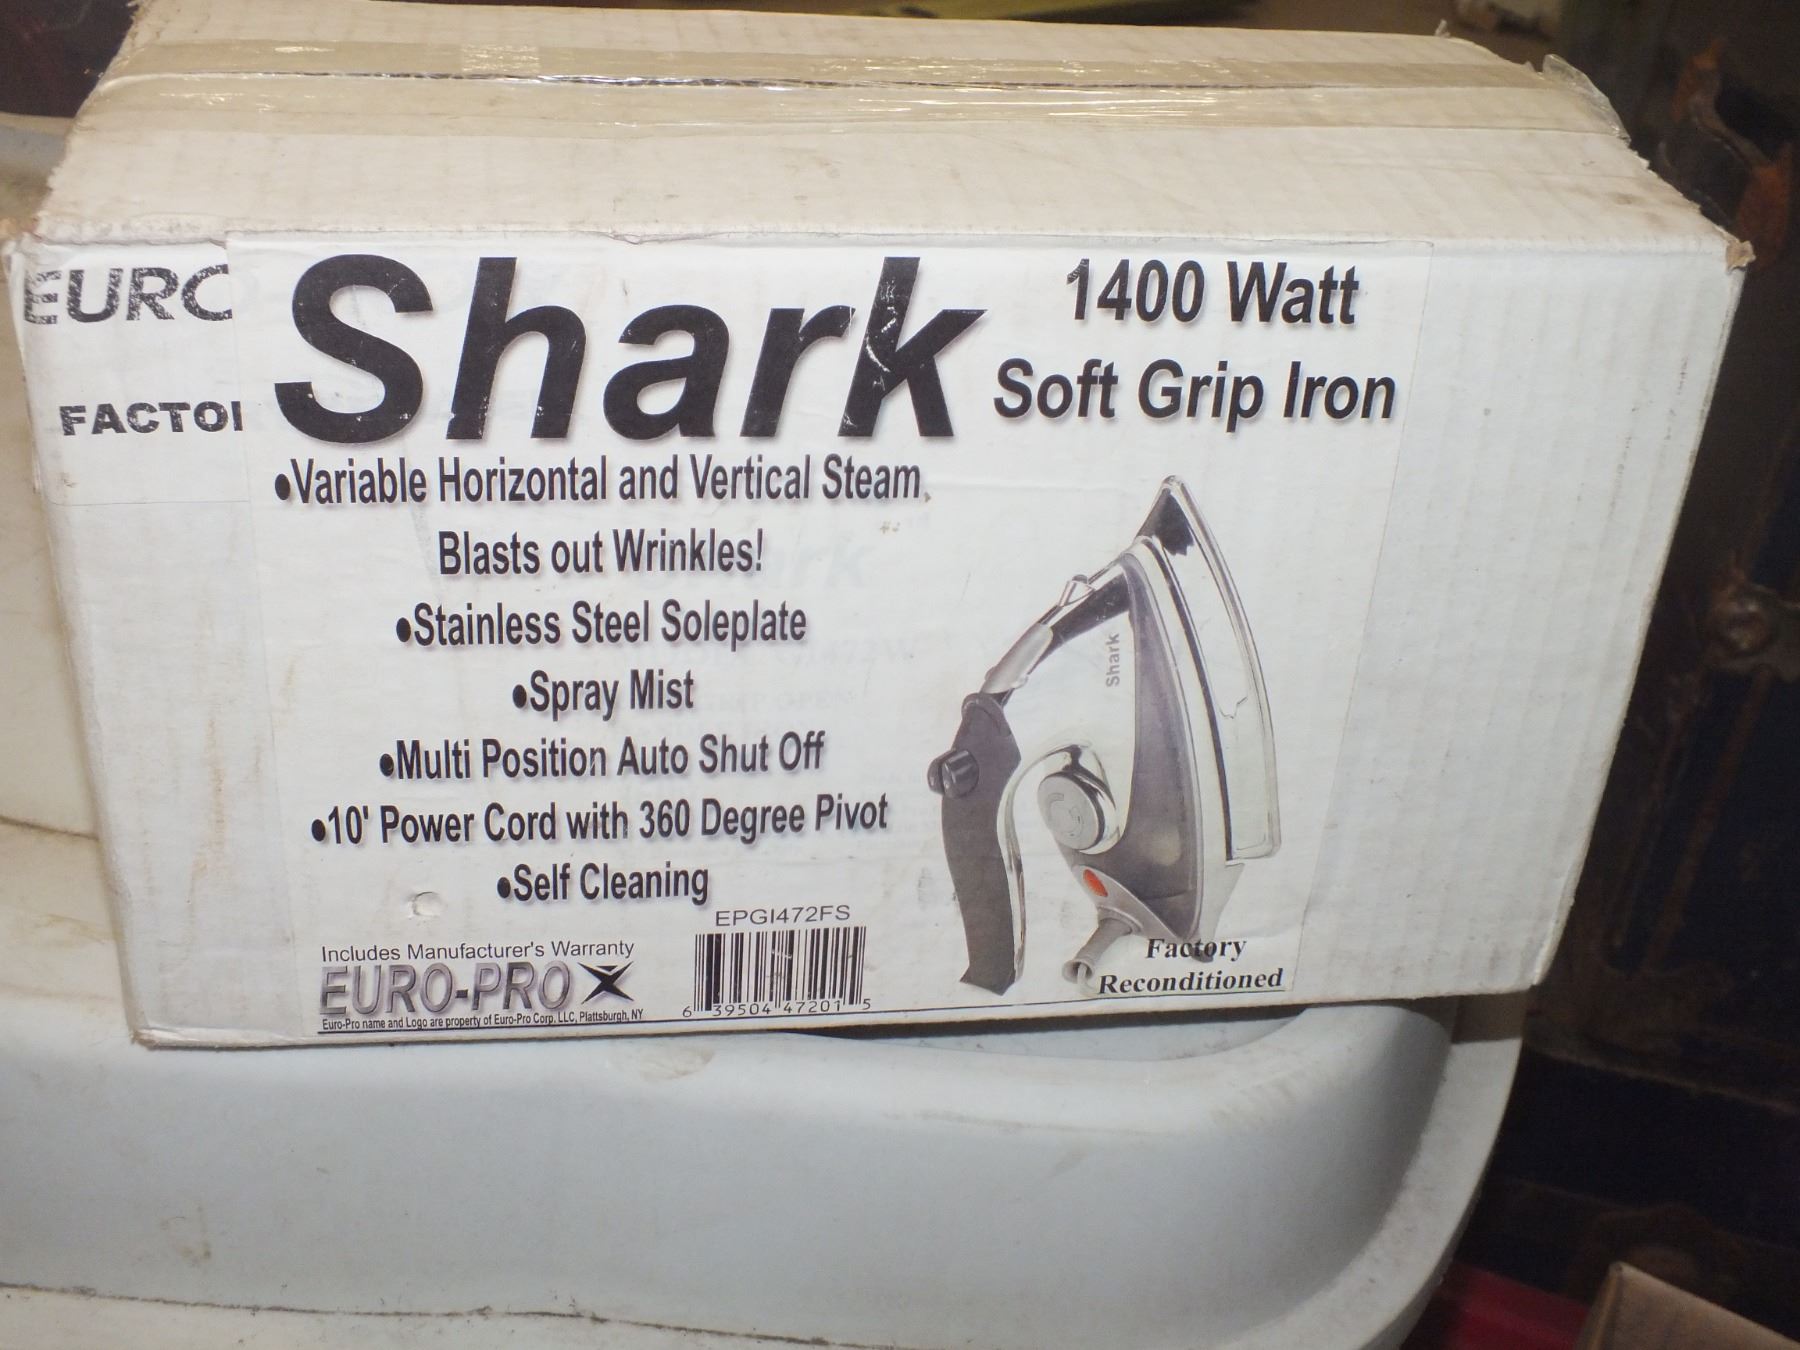 EURO
FACTOR
Shark
1400 Watt
Soft Grip Iron
•Variable Horizontal and Vertical Steam
Blasts out Wrinkles!
•Stainless Steel Soleplate
•Spray Mist
•Multi Position Auto Shut Off
•10' Power Cord with 360 Degree Pivot
•Self Cleaning
EPGI472FS
Includes Manufacturer's Warranty
EURO-PRO X
Euro-Pro name and Logo are property of Euro-Pro Corp, LLC, Plattsburgh, NY
6 39504 47201 5
Shark
Factory
Reconditioned